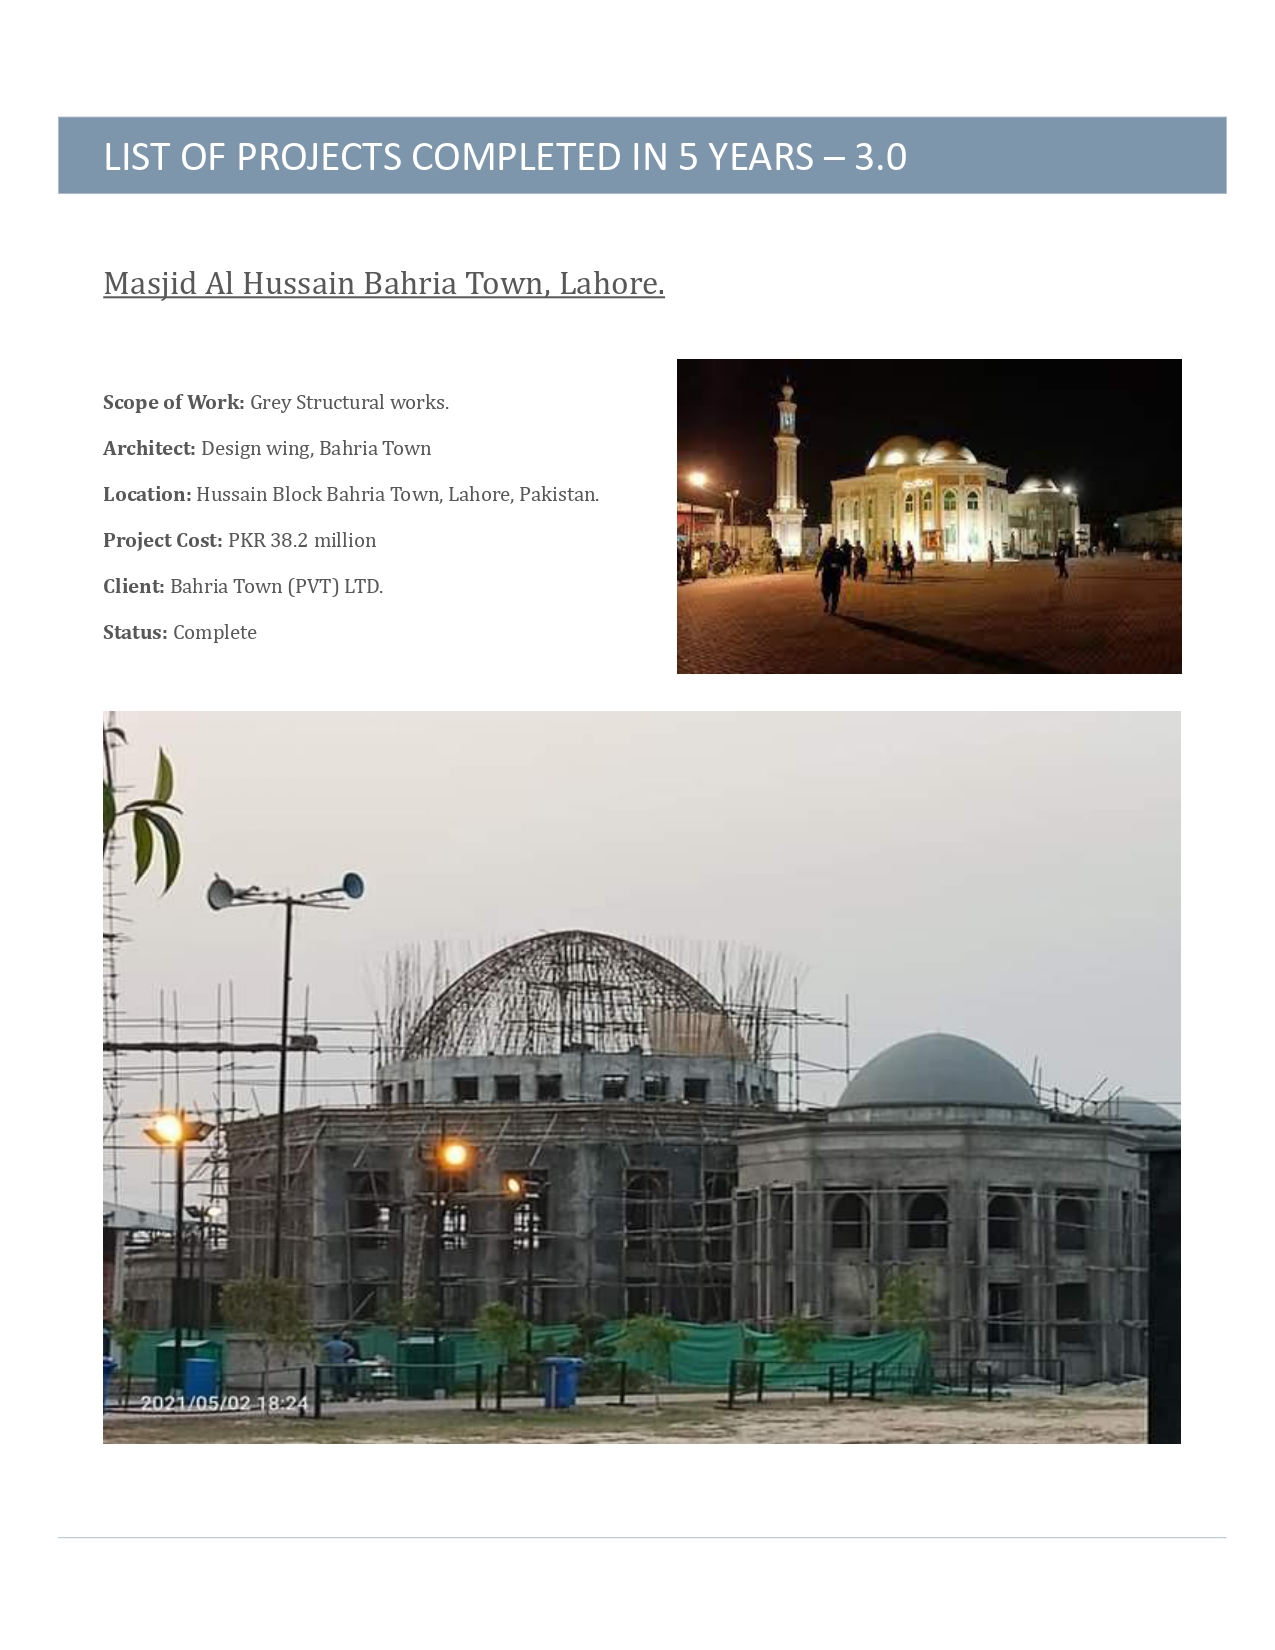 LIST OF PROJECTS COMPLETED IN 5 YEARS – 3.0
Masjid Al Hussain Bahria Town, Lahore.
Scope of Work: Grey Structural works.
Architect: Design wing, Bahria Town
Location: Hussain Block Bahria Town, Lahore, Pakistan.
Project Cost: PKR 38.2 million
Client: Bahria Town (PVT) LTD.
Status: Complete
2021/05/02 18:24